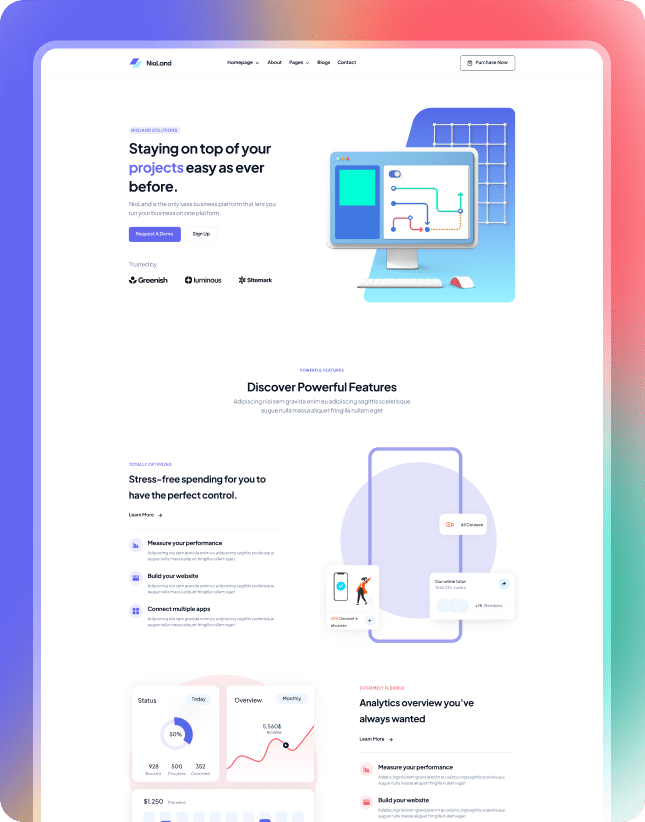 NioLand
Homepage About Pages Blogs Contact
Purchase Now
NIOLAND SOLUTIONS
Staying on top of your
projects easy as ever
before.
NioLand is the only saas business platform that lets you
run your business on one platform.
Request A Demo Sign Up
Trusted by
Greenish luminous Sitemark
POWERFUL FEATURES
Discover Powerful Features
Adipiscing nisi sem gravida enim eu adipiscing sagittis scelerisque
augue nulla massa aliquet fringilla nullam eget
TOTALLY OPTIMIZED
Stress-free spending for you to
have the perfect control.
Learn More
Measure your performance
Adipiscing nisi sem gravida enim eu adipiscing sagittis scelerisque
augue nulla massa aliquet fringilla nullam eget
Build your website
Adipiscing nisi sem gravida enim eu adipiscing sagittis scelerisque
augue nulla massa aliquet fringilla nullam eget
Connect multiple apps
Adipiscing nisi sem gravida enim eu adipiscing sagittis scelerisque
augue nulla massa aliquet fringilla nullam eget
All Courses
Our online tutor
+15 Members
Discount in
all courses
Status Today
50%
928 500 352
Progress Canceled
Overview Monthly
5,560$
Income
$1,250
EXTREMELY FLEXIBLE
Analytics overview you've
always wanted
Learn More
Measure your performance
Adipiscing nisi sem gravida enim eu adipiscing sagittis scelerisque
augue nulla massa aliquet fringilla nullam eget
Build your website
Adipiscing nisi sem gravida enim eu adipiscing sagittis scelerisque
augue nulla massa aliquet fringilla nullam eget